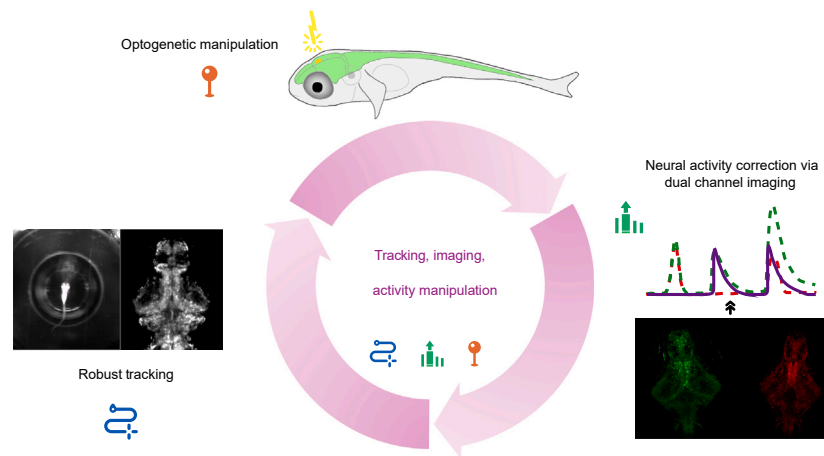 Optogenetic manipulation
Neural activity correction via
dual channel imaging
Tracking, imaging,
activity manipulation
Robust tracking